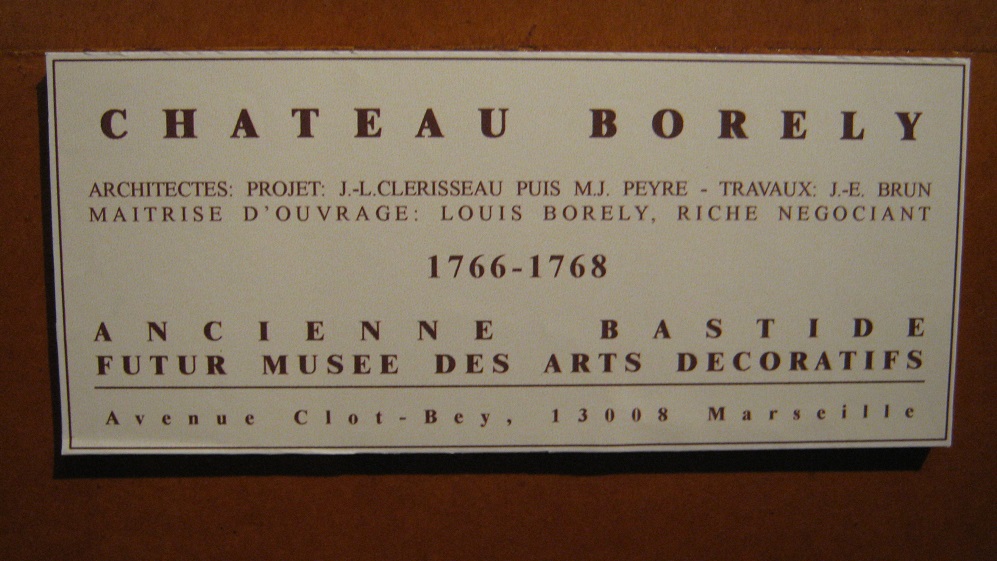 CHATEAU BORELY
ARCHITECTES: PROJET: J.-L.CLERISSEAU PUIS M.J. PEYRE - TRAVAUX: J.-E. BRUN
MAITRISE D'OUVRAGE: LOUIS BORELY, RICHE NEGOCIANT
1766-1768
ANCIENNE BASTIDE
FUTUR MUSEE DES ARTS DECORATIFS
Avenue Clot-Bey, 13008 Marseille